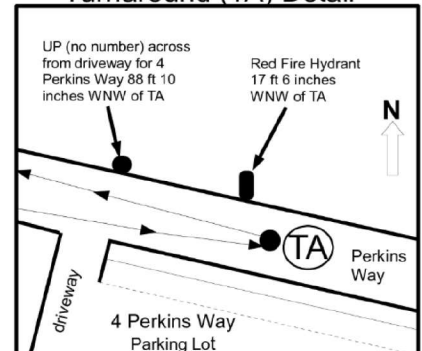 Turnaround (TA) Detail
UP (no number) across
from driveway for 4
Perkins Way 88 ft 10
inches WNW of TA
Red Fire Hydrant
17 ft 6 inches
WNW of TA
N
TA
Perkins
Way
driveway
4 Perkins Way
Parking Lot